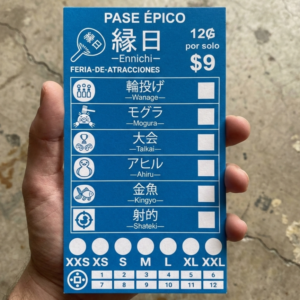 PASE ÉPICO
縁日
縁日
—Ennichi—
FERIA-DE-ATRACCIONES
12₲
por solo
$9
輪投げ
—Wanage—
モグラ
—Mogura—
大会
—Taikai—
アヒル
—Ahiru—
金魚
—Kingyo—
射的
—Shateki—
XXS XS S M L XL XXL
1 2 3 4 5 6
7 8 9 10 11 12